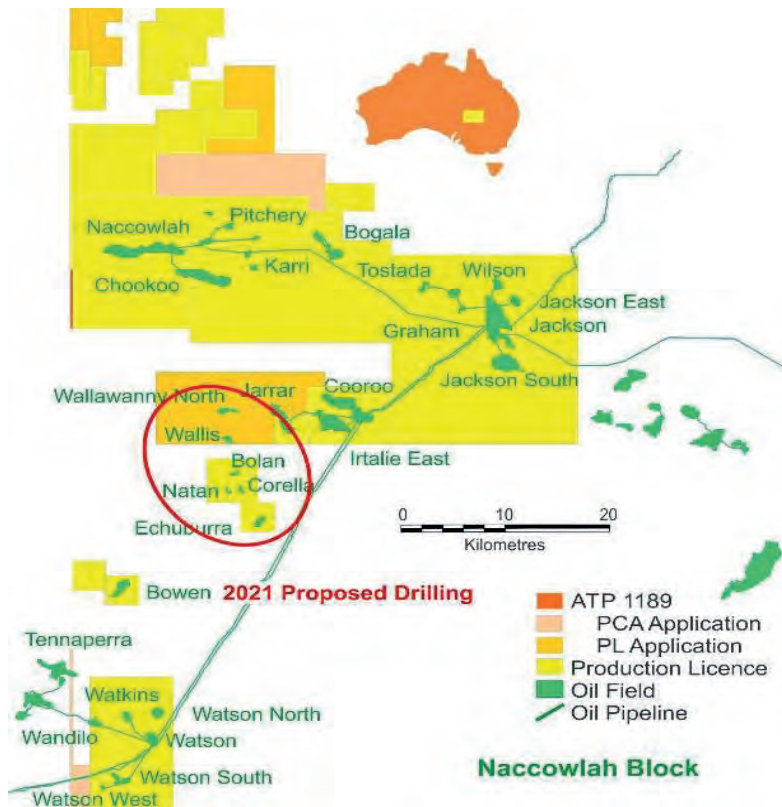 Pitchery
Naccowlah
Bogala
Karri
Tostada
Wilson
Chookoo
Jackson East
Graham
Jackson
Jackson South
Wallawanny North
Jarrar
Cooroo
Wallis
Irtalie East
Bolan
Natan
Corella
Echuburra
0 10 20
Kilometres
Bowen
2021 Proposed Drilling
ATP 1189
PCA Application
PL Application
Production Licence
Oil Field
Oil Pipeline
Tennaperra
Watkins
Watson North
Wandilo
Watson
Watson South
Watson West
Naccowlah Block